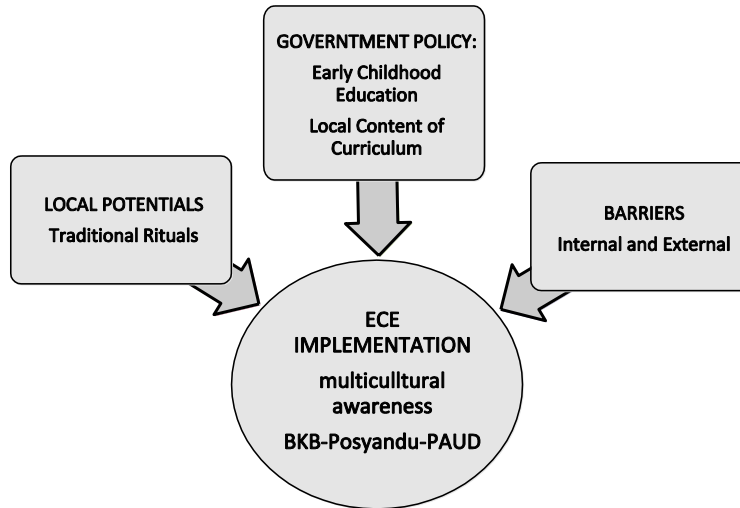 GOVERNTMENT POLICY:
Early Childhood
Education
Local Content of
Curriculum
LOCAL POTENTIALS
Traditional Rituals
BARRIERS
Internal and External
ECE
IMPLEMENTATION
multicultural
awareness
BKB-Posyandu-PAUD